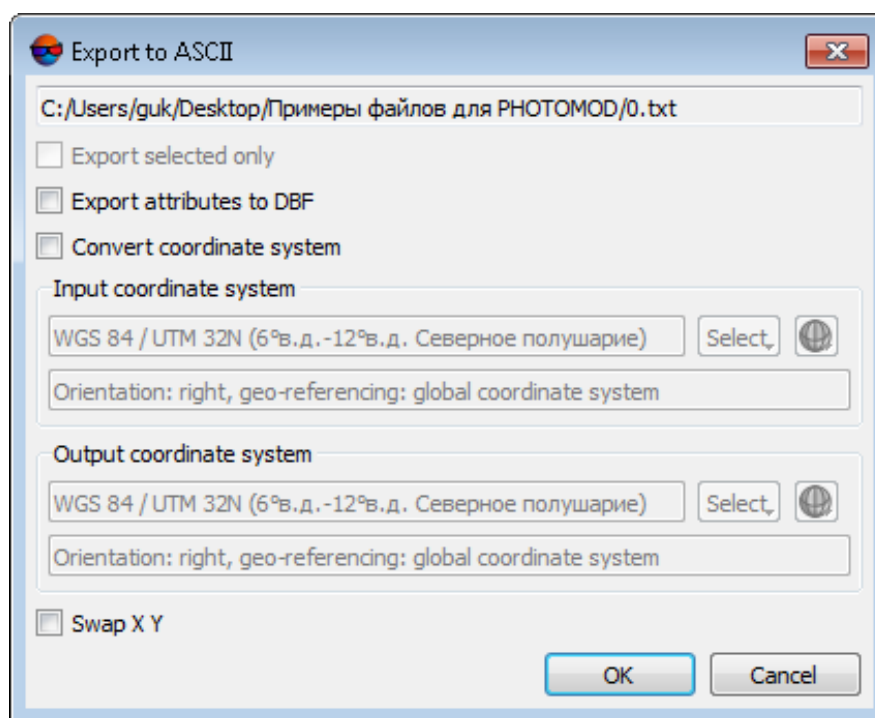 Export to ASCII
C:/Users/guk/Desktop/Примеры файлов для PHOTOMOD/0.txt
Export selected only
Export attributes to DBF
Convert coordinate system
Input coordinate system
WGS 84 / UTM 32N (6°в.д.-12°в.д. Северное полушарие) Select
Orientation: right, geo-referencing: global coordinate system
Output coordinate system
WGS 84 / UTM 32N (6°в.д.-12°в.д. Северное полушарие) Select
Orientation: right, geo-referencing: global coordinate system
Swap X Y
OK Cancel